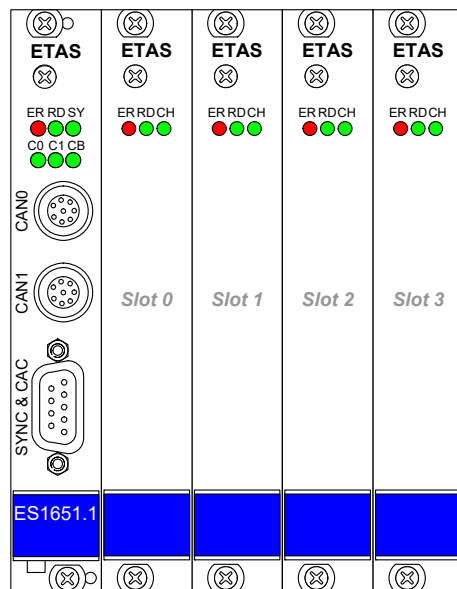 ETAS ETAS ETAS ETAS ETAS
ER RD SY ER RD CH ER RD CH ER RD CH ER RD CH
C0 C1 CB
CAN0
CAN1
Slot 0 Slot 1 Slot 2 Slot 3
SYNC & CAC
ES1651.1